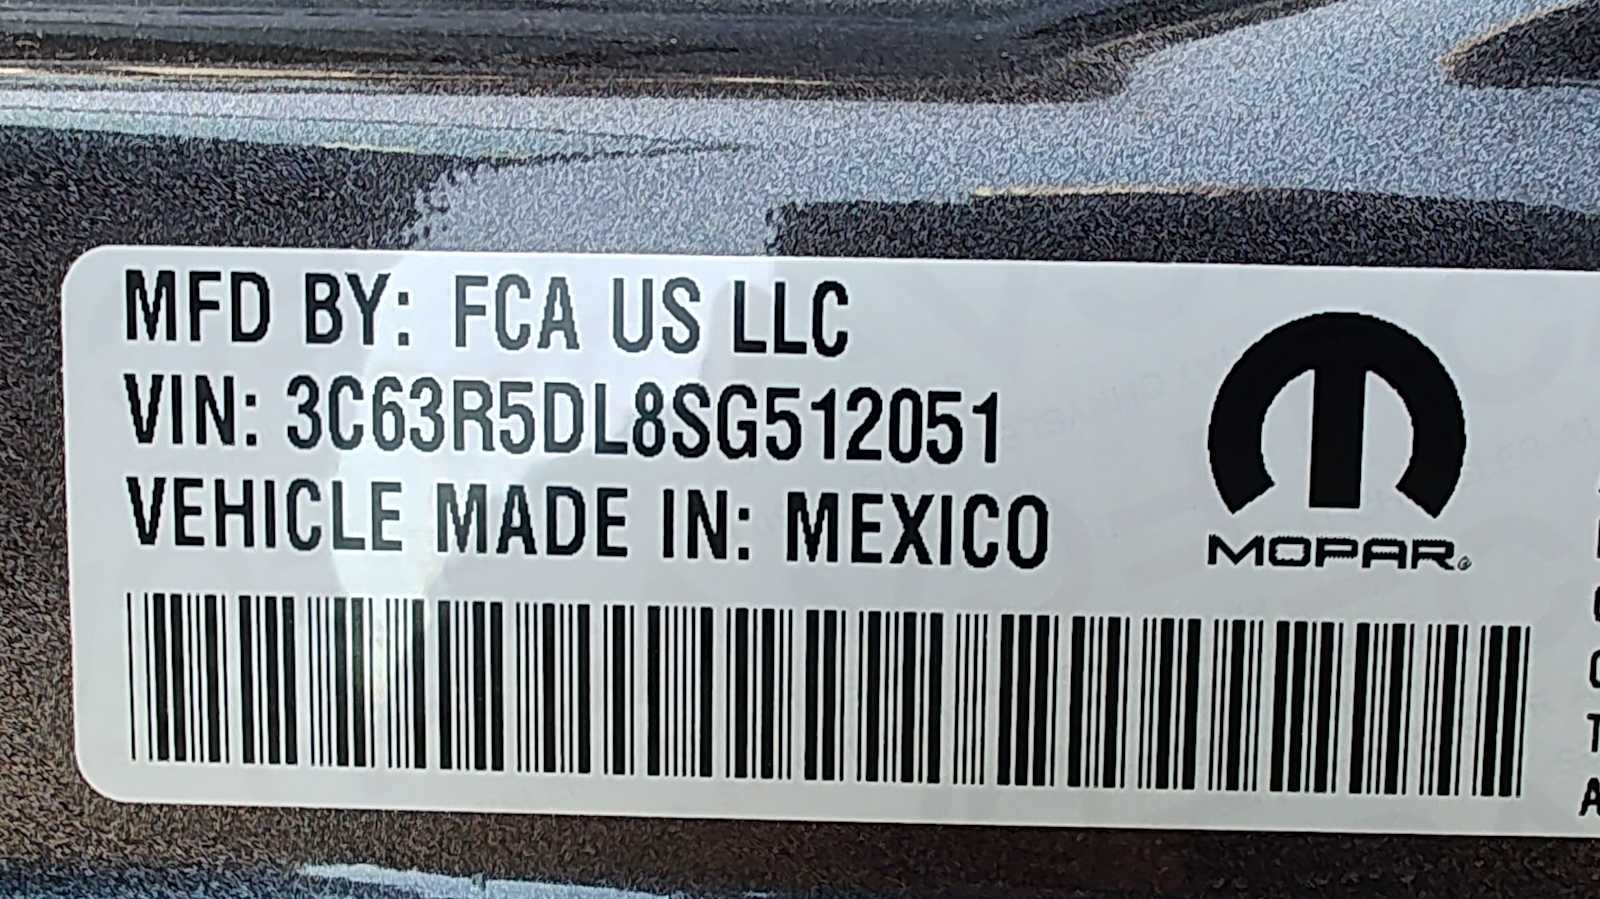 MFD BY: FCA US LLC
VIN: 3C63R5DL8SG512051
VEHICLE MADE IN: MEXICO
MOPAR®